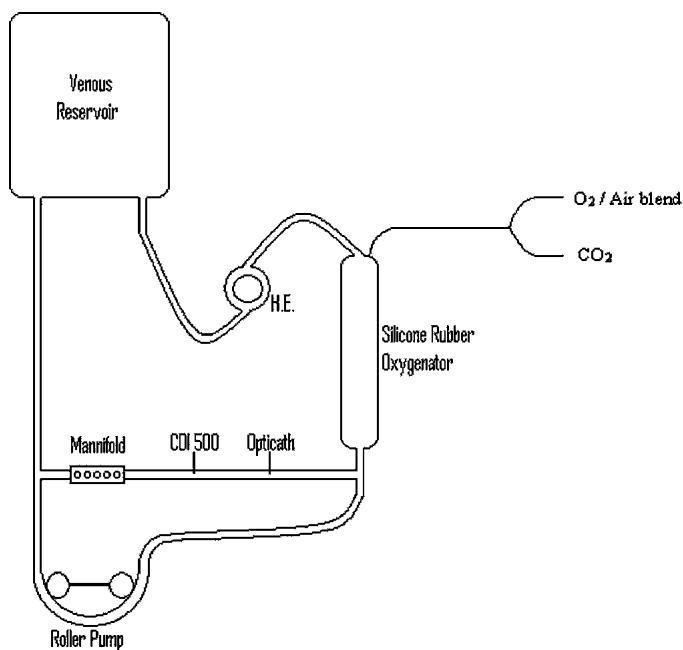 Venous
Reservoir
O2 / Air blend
CO2
H.E.
Silicone Rubber
Oxygenator
Mannifold
CDI 500
Opticath
Roller Pump